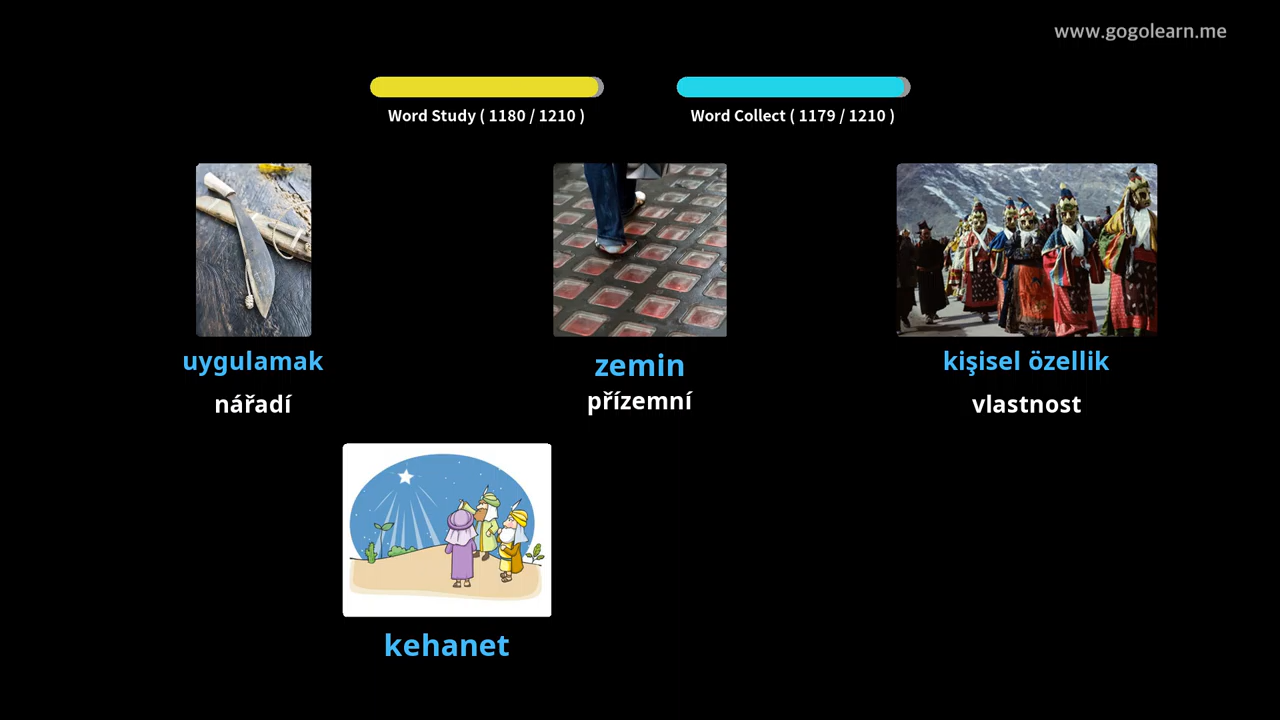 www.gogolearn.me
Word Study ( 1180 / 1210 )
Word Collect ( 1179 / 1210 )
uygulamak
nářadí
zemin
přízemní
kişisel özellik
vlastnost
kehanet